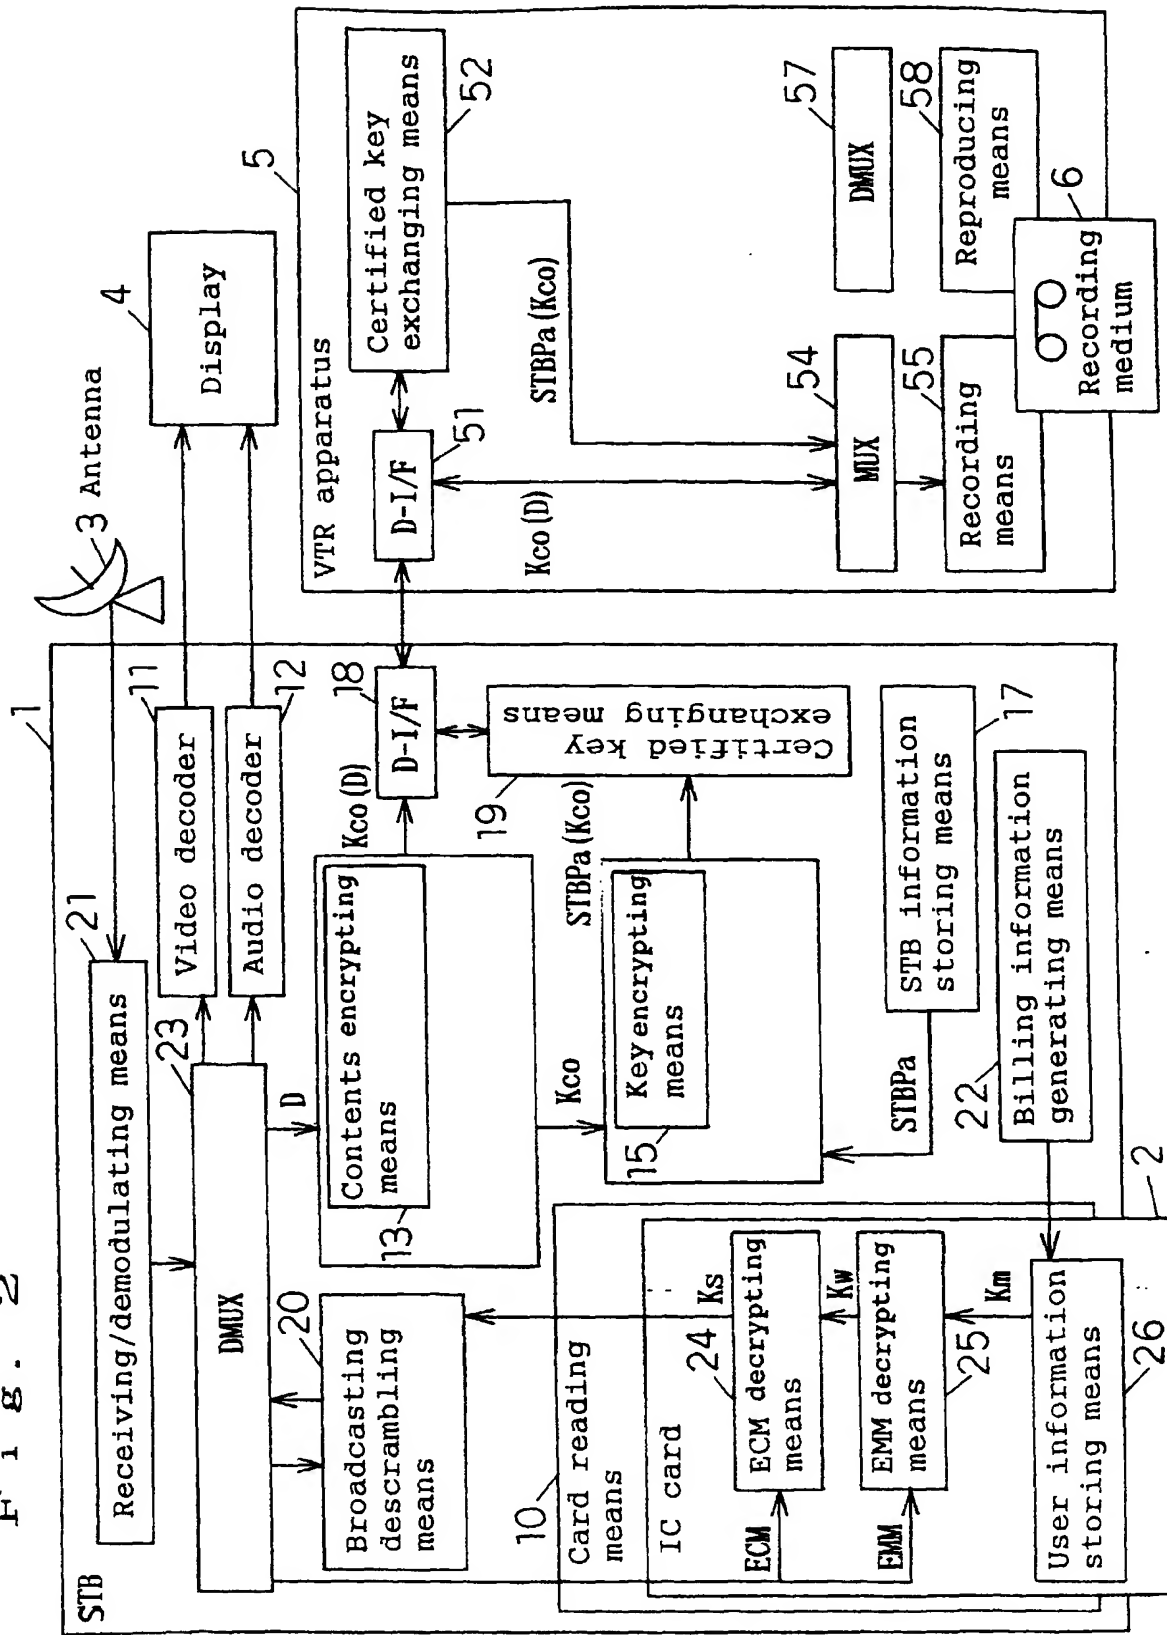 Fig. 2
1
STB
21
Receiving/demodulating means
3 Antenna
4
Display
11
Video decoder
12
Audio decoder
23
DMUX
D
20
Broadcasting
descrambling
means
Contents encrypting
means
13
Kco(D)
18
D-I/F
19
Certified key
exchanging means
STBPa(Kco)
Kco
Key encrypting
means
15
STBPa
17
STB information
storing means
22
Billing information
generating means
10
Card reading
means
2
IC card
Ks
24
ECM decrypting
means
ECM
Kw
25
EMM decrypting
means
EMM
Km
26
User information
storing means
5
VTR apparatus
51
D-I/F
52
Certified key
exchanging means
STBPa(Kco)
Kco(D)
54
MUX
55
Recording
means
57
DMUX
58
Reproducing
means
6
Recording
medium